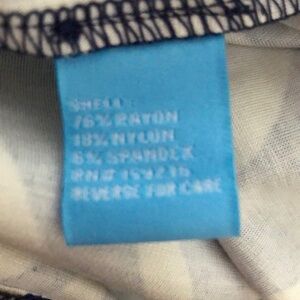 SHELL:
76% RAYON
18% NYLON
6% SPANDEX
RN# 159216
REVERSE FOR CARE